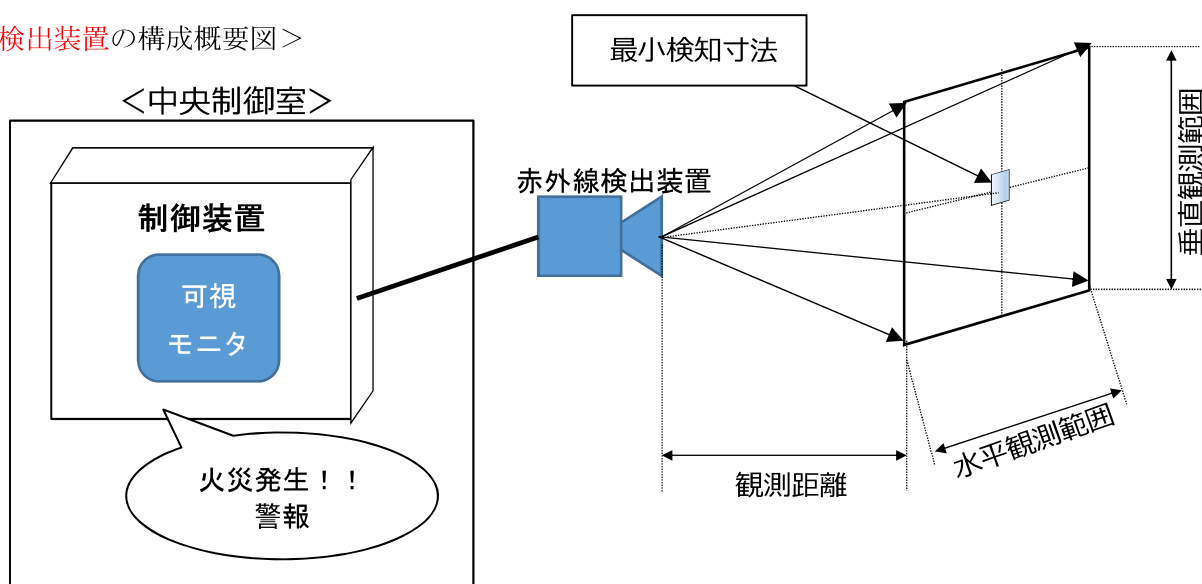 検出装置の構成概要図＞
＜中央制御室＞
制御装置
可視
モニタ
火災発生！！
警報
赤外線検出装置
最小検知寸法
垂直観測範囲
水平観測範囲
観測距離